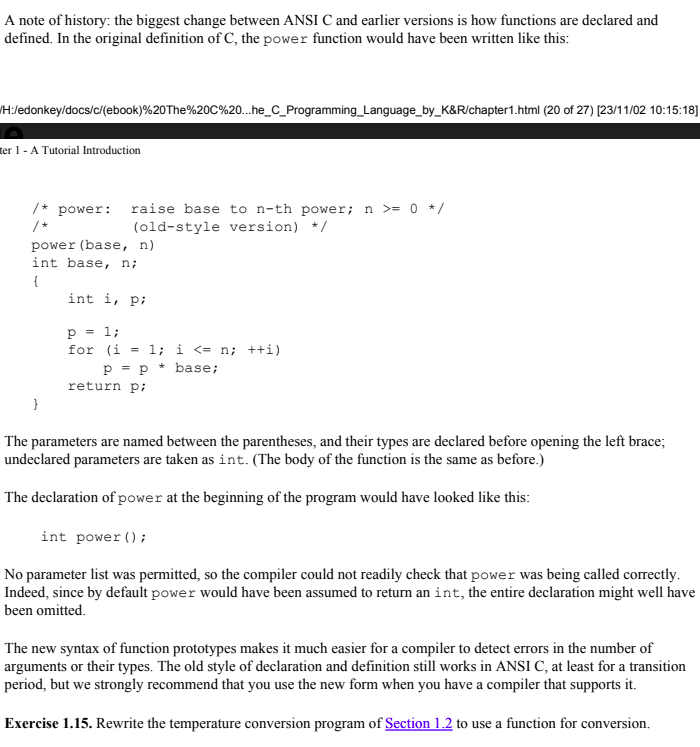 A note of history: the biggest change between ANSI C and earlier versions is how functions are declared and
defined. In the original definition of C, the power function would have been written like this:
/H:/edonkey/docs/c/(ebook)%20The%20C%20...he_C_Programming_Language_by_K&R/chapter1.html (20 of 27) [23/11/02 10:15:18]
ter 1 - A Tutorial Introduction
/* power:  raise base to n-th power; n >= 0 */
/*         (old-style version) */
power(base, n)
int base, n;
{
    int i, p;
    p = 1;
    for (i = 1; i <= n; ++i)
        p = p * base;
    return p;
}
The parameters are named between the parentheses, and their types are declared before opening the left brace;
undeclared parameters are taken as int. (The body of the function is the same as before.)
The declaration of power at the beginning of the program would have looked like this:
int power();
No parameter list was permitted, so the compiler could not readily check that power was being called correctly.
Indeed, since by default power would have been assumed to return an int, the entire declaration might well have
been omitted.
The new syntax of function prototypes makes it much easier for a compiler to detect errors in the number of
arguments or their types. The old style of declaration and definition still works in ANSI C, at least for a transition
period, but we strongly recommend that you use the new form when you have a compiler that supports it.
Exercise 1.15. Rewrite the temperature conversion program of Section 1.2 to use a function for conversion.